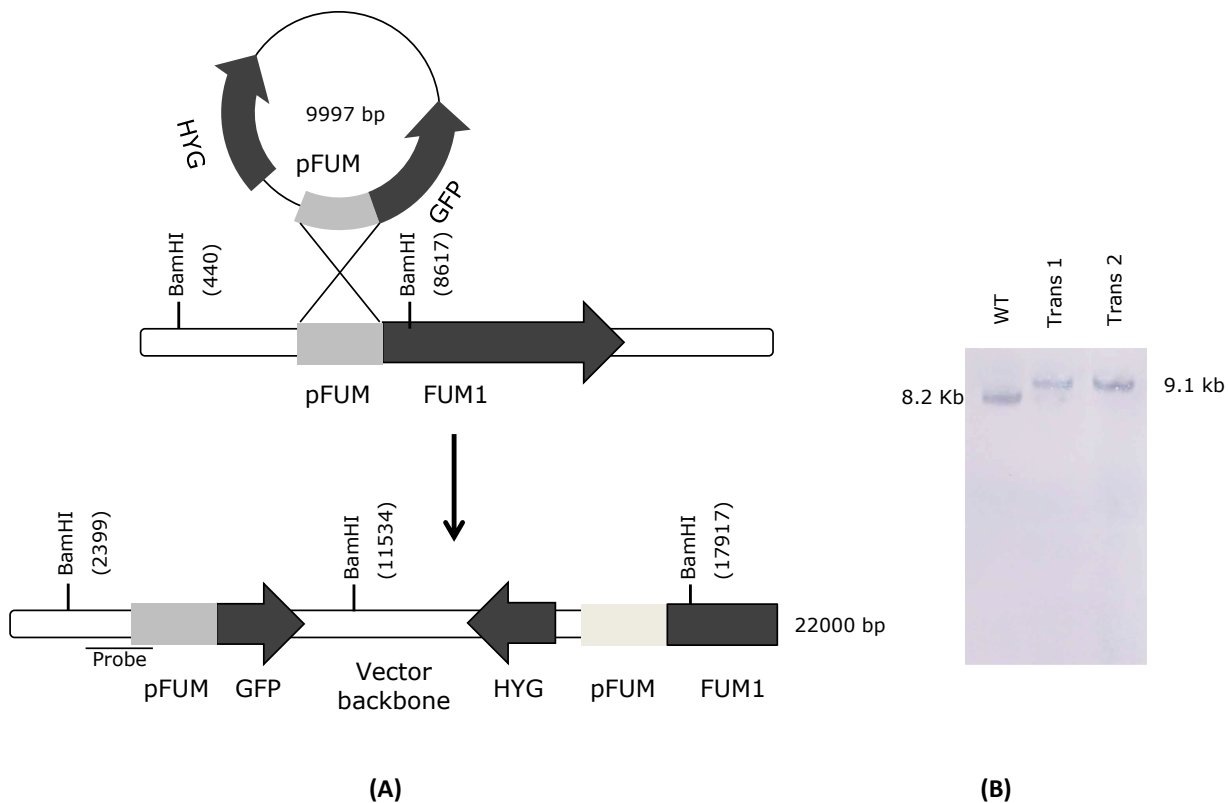 HYG
9997 bp
pFUM
GFP
BamHI
(440)
BamHI
(8617)
pFUM
FUM1
BamHI
(2399)
BamHI
(11534)
BamHI
(17917)
22000 bp
Probe
pFUM
GFP
Vector
backbone
HYG
pFUM
FUM1
(A)
WT
Trans 1
Trans 2
8.2 Kb
9.1 kb
(B)